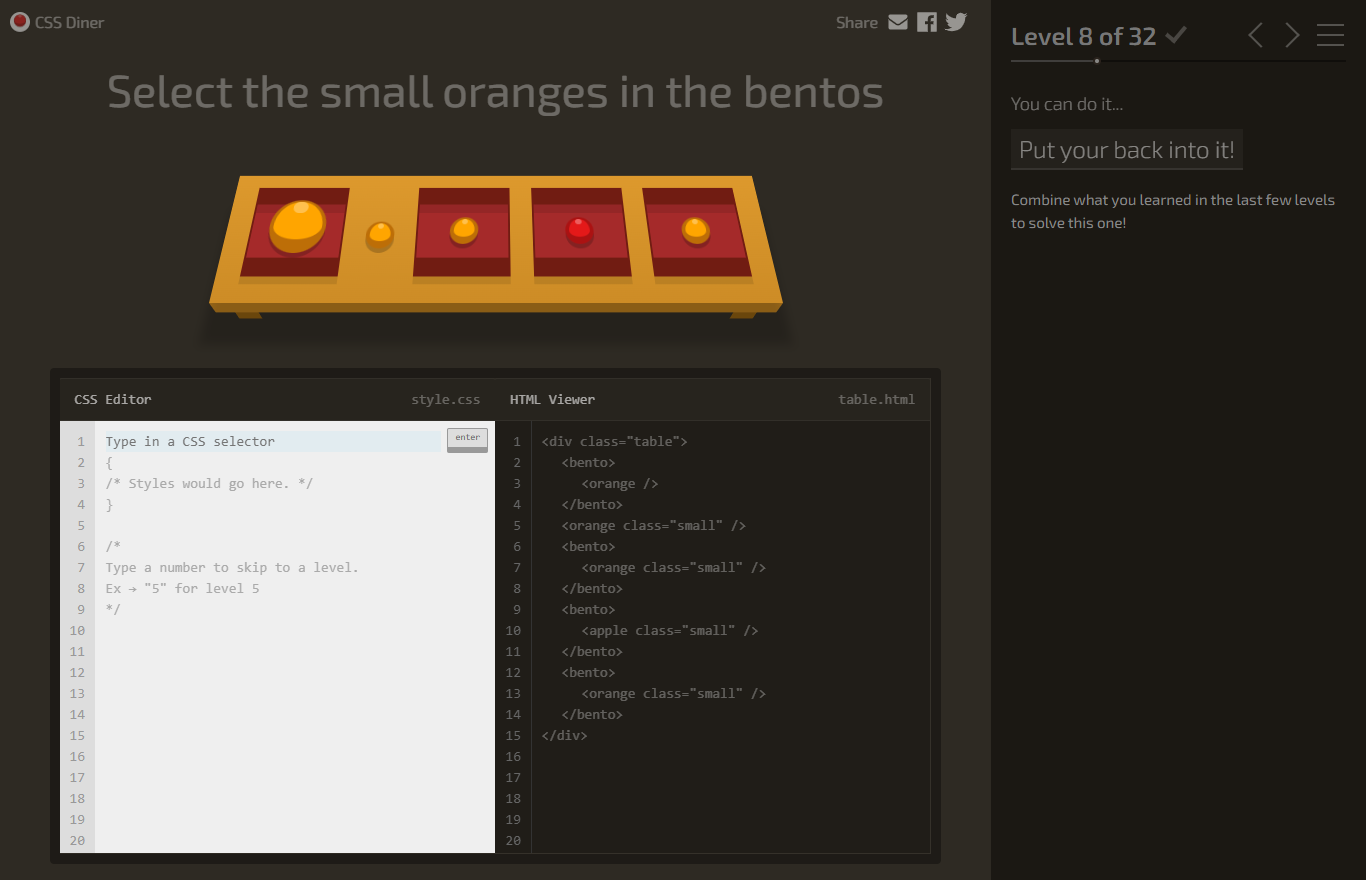 CSS Diner
Share
Select the small oranges in the bentos
CSS Editor
style.css
1 Type in a CSS selector
enter
2 {
3 /* Styles would go here. */
4 }
5
6 /*
7 Type a number to skip to a level.
8 Ex → "5" for level 5
9 */
10
11
12
13
14
15
16
17
18
19
20
HTML Viewer
table.html
1 <div class="table">
2 <bento>
3 <orange />
4 </bento>
5 <orange class="small" />
6 <bento>
7 <orange class="small" />
8 </bento>
9 <bento>
10 <apple class="small" />
11 </bento>
12 <bento>
13 <orange class="small" />
14 </bento>
15 </div>
16
17
18
19
20
Level 8 of 32
You can do it...
Put your back into it!
Combine what you learned in the last few levels
to solve this one!